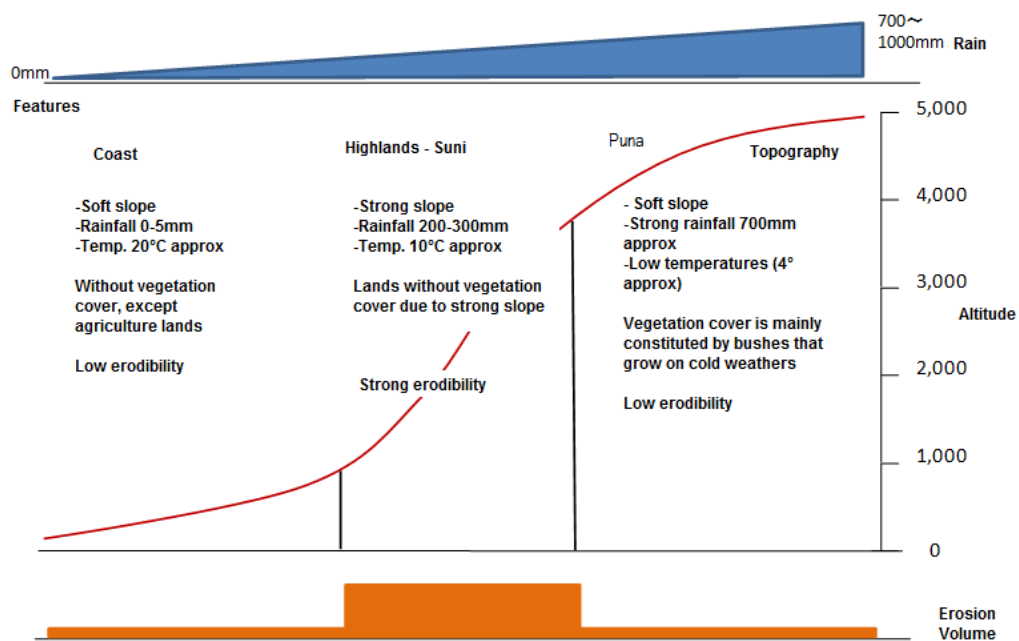 700～
1000mm Rain
0mm
Features
5,000
Coast
Highlands - Suni
Puna
Topography
-Soft slope
-Rainfall 0-5mm
-Temp. 20°C approx
Without vegetation
cover, except
agriculture lands
Low erodibility
-Strong slope
-Rainfall 200-300mm
-Temp. 10°C approx
Lands without vegetation
cover due to strong slope
Strong erodibility
- Soft slope
-Strong rainfall 700mm
approx
-Low temperatures (4°
approx)
Vegetation cover is mainly
constituted by bushes that
grow on cold weathers
Low erodibility
4,000
3,000
Altitude
2,000
1,000
0
Erosion
Volume